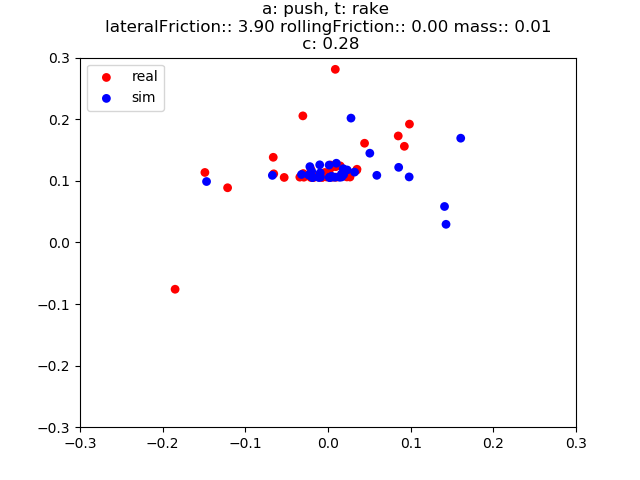 a: push, t: rake
lateralFriction:: 3.90 rollingFriction:: 0.00 mass:: 0.01
c: 0.28
real
sim
0.3
0.2
0.1
0.0
−0.1
−0.2
−0.3
−0.3
−0.2
−0.1
0.0
0.1
0.2
0.3